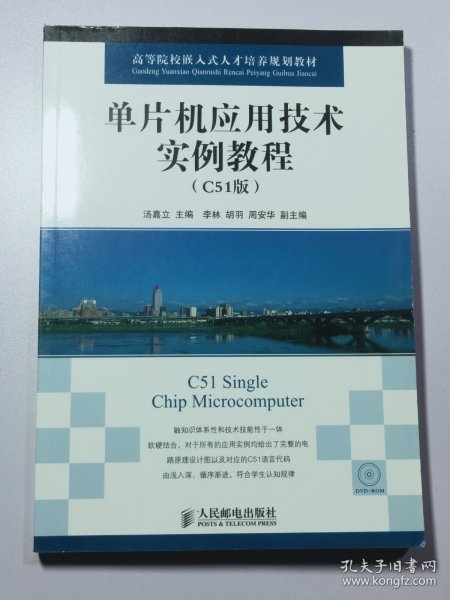 高等院校嵌入式人才培养规划教材
Gaodeng Yuanxiao Qianrushi Rencai Peiyang Guihua Jiaocai
单片机应用技术
实例教程
（C51版）
汤嘉立 主编 李林 胡羽 周安华 副主编
C51 Single
Chip Microcomputer
融知识体系性和技术技能性于一体
软硬结合，对于所有的应用实例均给出了完整的电
路原理设计图以及对应的C51语言代码
由浅入深、循序渐进，符合学生认知规律
DVD-ROM
人民邮电出版社
POSTS & TELECOM PRESS
孔夫子旧书网
www.kongfz.com